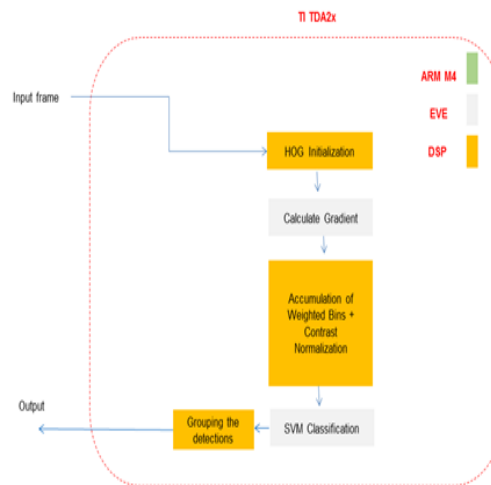 TI TDA2x
ARM M4
EVE
DSP
Input frame
HOG Initialization
Calculate Gradient
Accumulation of
Weighted Bins +
Contrast
Normalization
Output
Grouping the
detections
SVM Classification